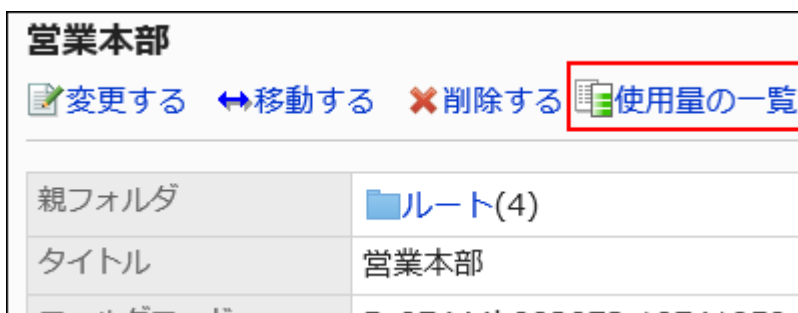 営業本部
変更する 移動する 削除する 使用量の一覧
親フォルダ ルート(4)
タイトル 営業本部